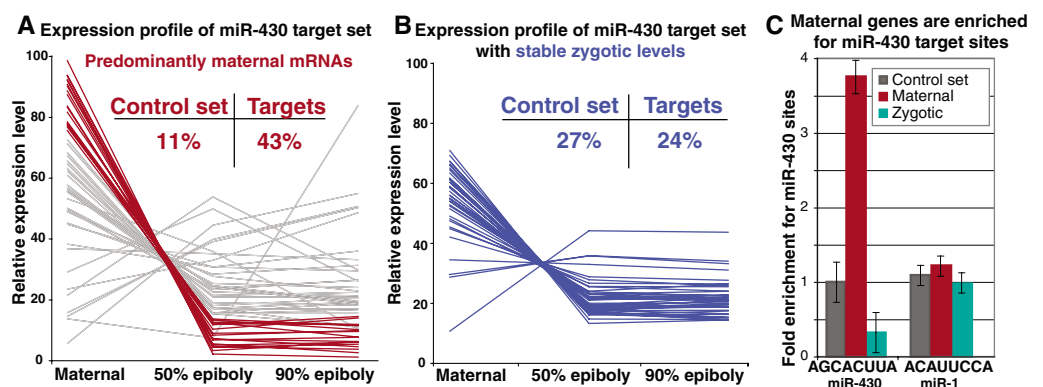 A Expression profile of miR-430 target set
Predominantly maternal mRNAs
Control set Targets
11% 43%
Relative expression level
100
80
60
40
20
0
Maternal 50% epiboly 90% epiboly
B Expression profile of miR-430 target set
with stable zygotic levels
Control set Targets
27% 24%
Relative expression level
100
80
60
40
20
0
Maternal 50% epiboly 90% epiboly
C Maternal genes are enriched
for miR-430 target sites
Control set
Maternal
Zygotic
Fold enrichment for miR-430 sites
4
3
2
1
0
AGCACUUA ACAUUCCA
miR-430 miR-1